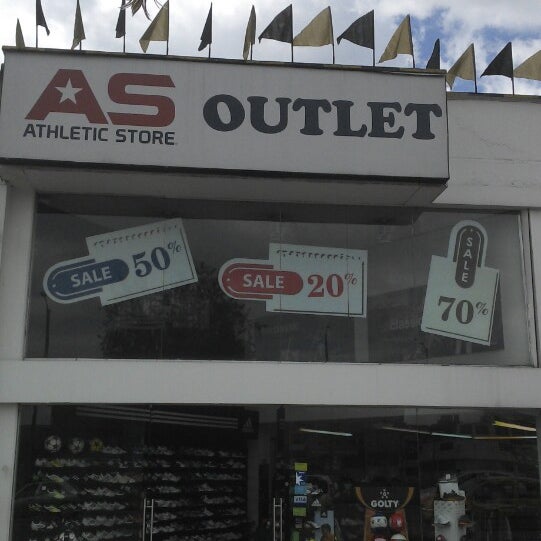 AS
ATHLETIC STORE
OUTLET
SALE 50%
SALE 20%
SALE
70%
GOLTY